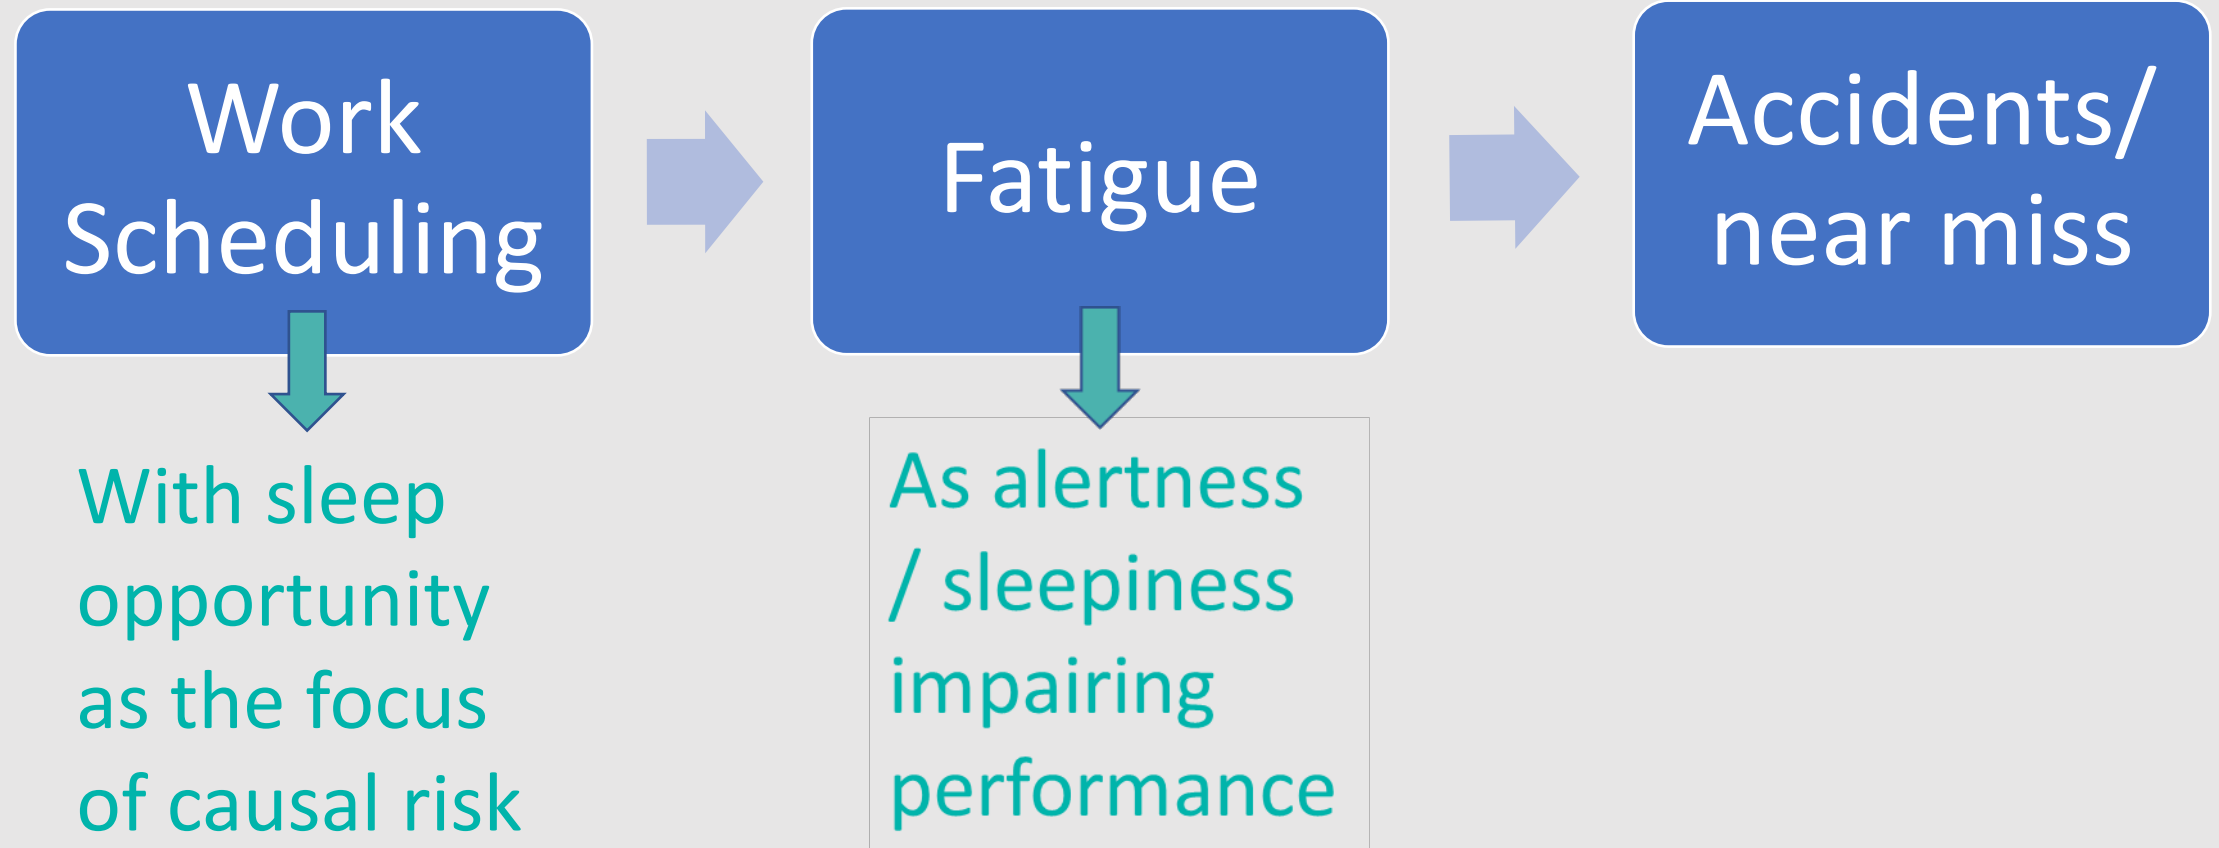 Work
Scheduling
Fatigue
Accidents/
near miss
With sleep
opportunity
as the focus
of causal risk
As alertness
/ sleepiness
impairing
performance